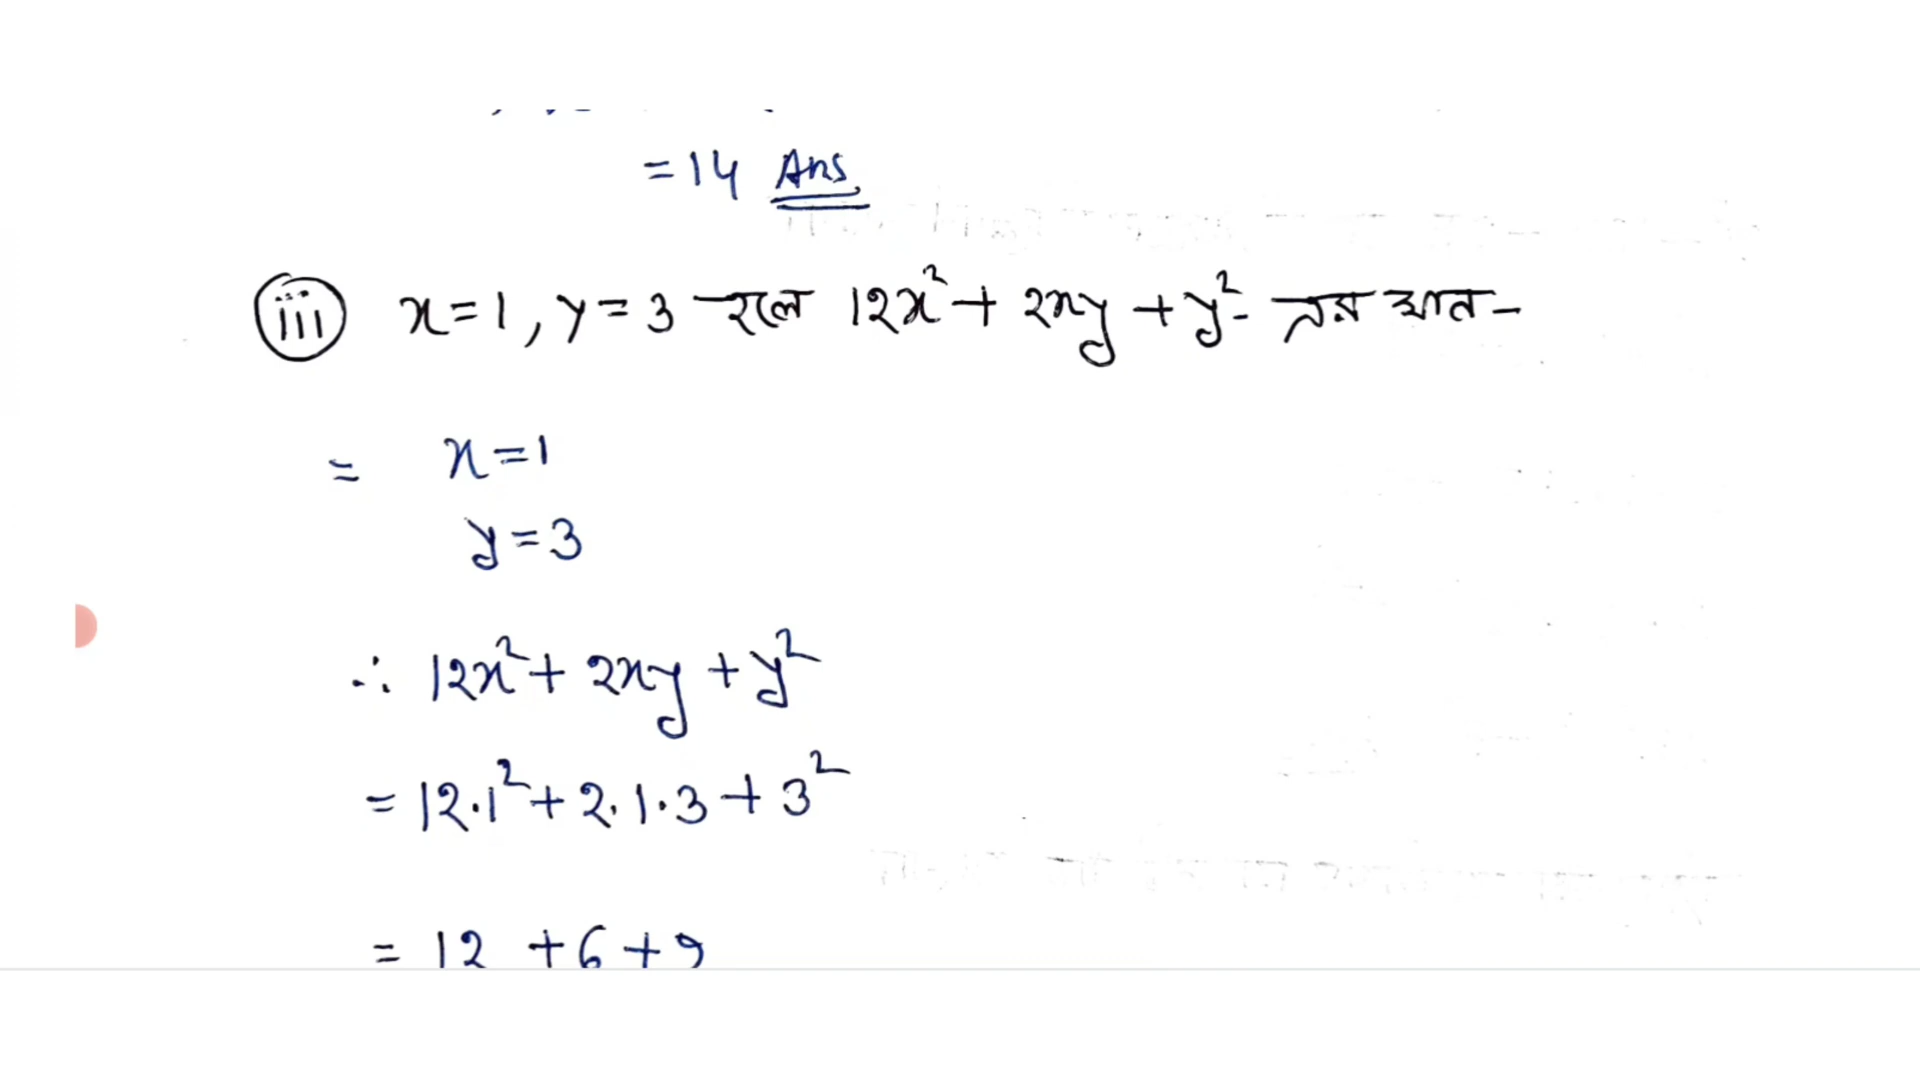 = 14 Ans.
(iii) x = 1, y = 3 হলে 12x² + 2xy + y² - এর মান -
= x = 1
y = 3
∴ 12x² + 2xy + y²
= 12.1² + 2.1.3 + 3²
= 12 + 6 + 9